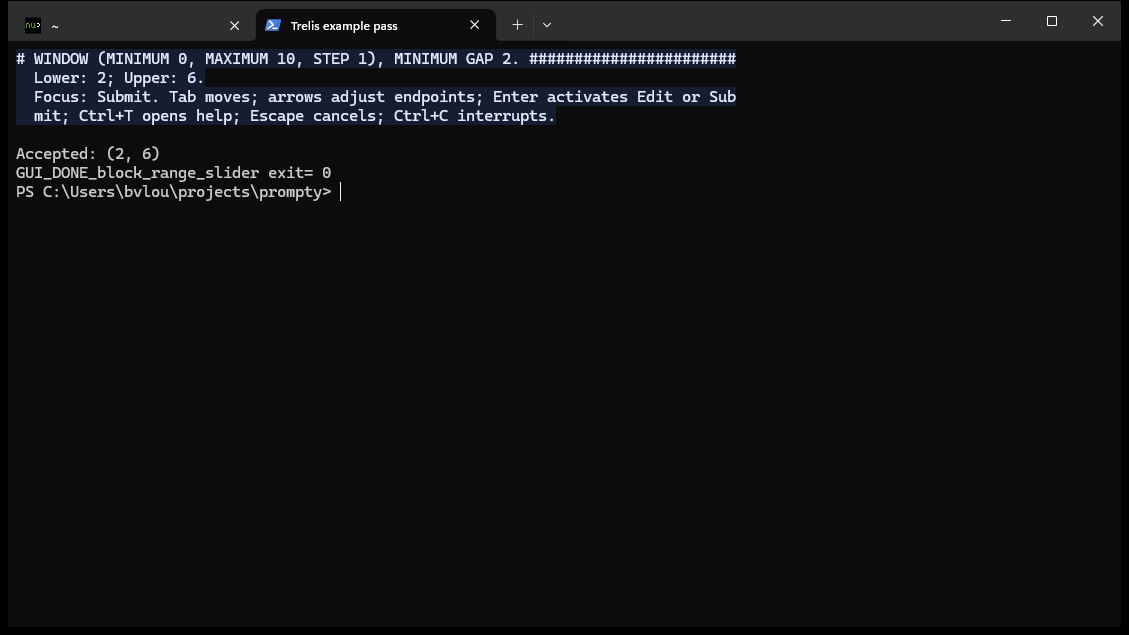 nu> ~
Trelis example pass
# WINDOW (MINIMUM 0, MAXIMUM 10, STEP 1), MINIMUM GAP 2. #######################
Lower: 2; Upper: 6.
Focus: Submit. Tab moves; arrows adjust endpoints; Enter activates Edit or Sub
mit; Ctrl+T opens help; Escape cancels; Ctrl+C interrupts.
Accepted: (2, 6)
GUI_DONE_block_range_slider exit= 0
PS C:\Users\bvlou\projects\prompty>